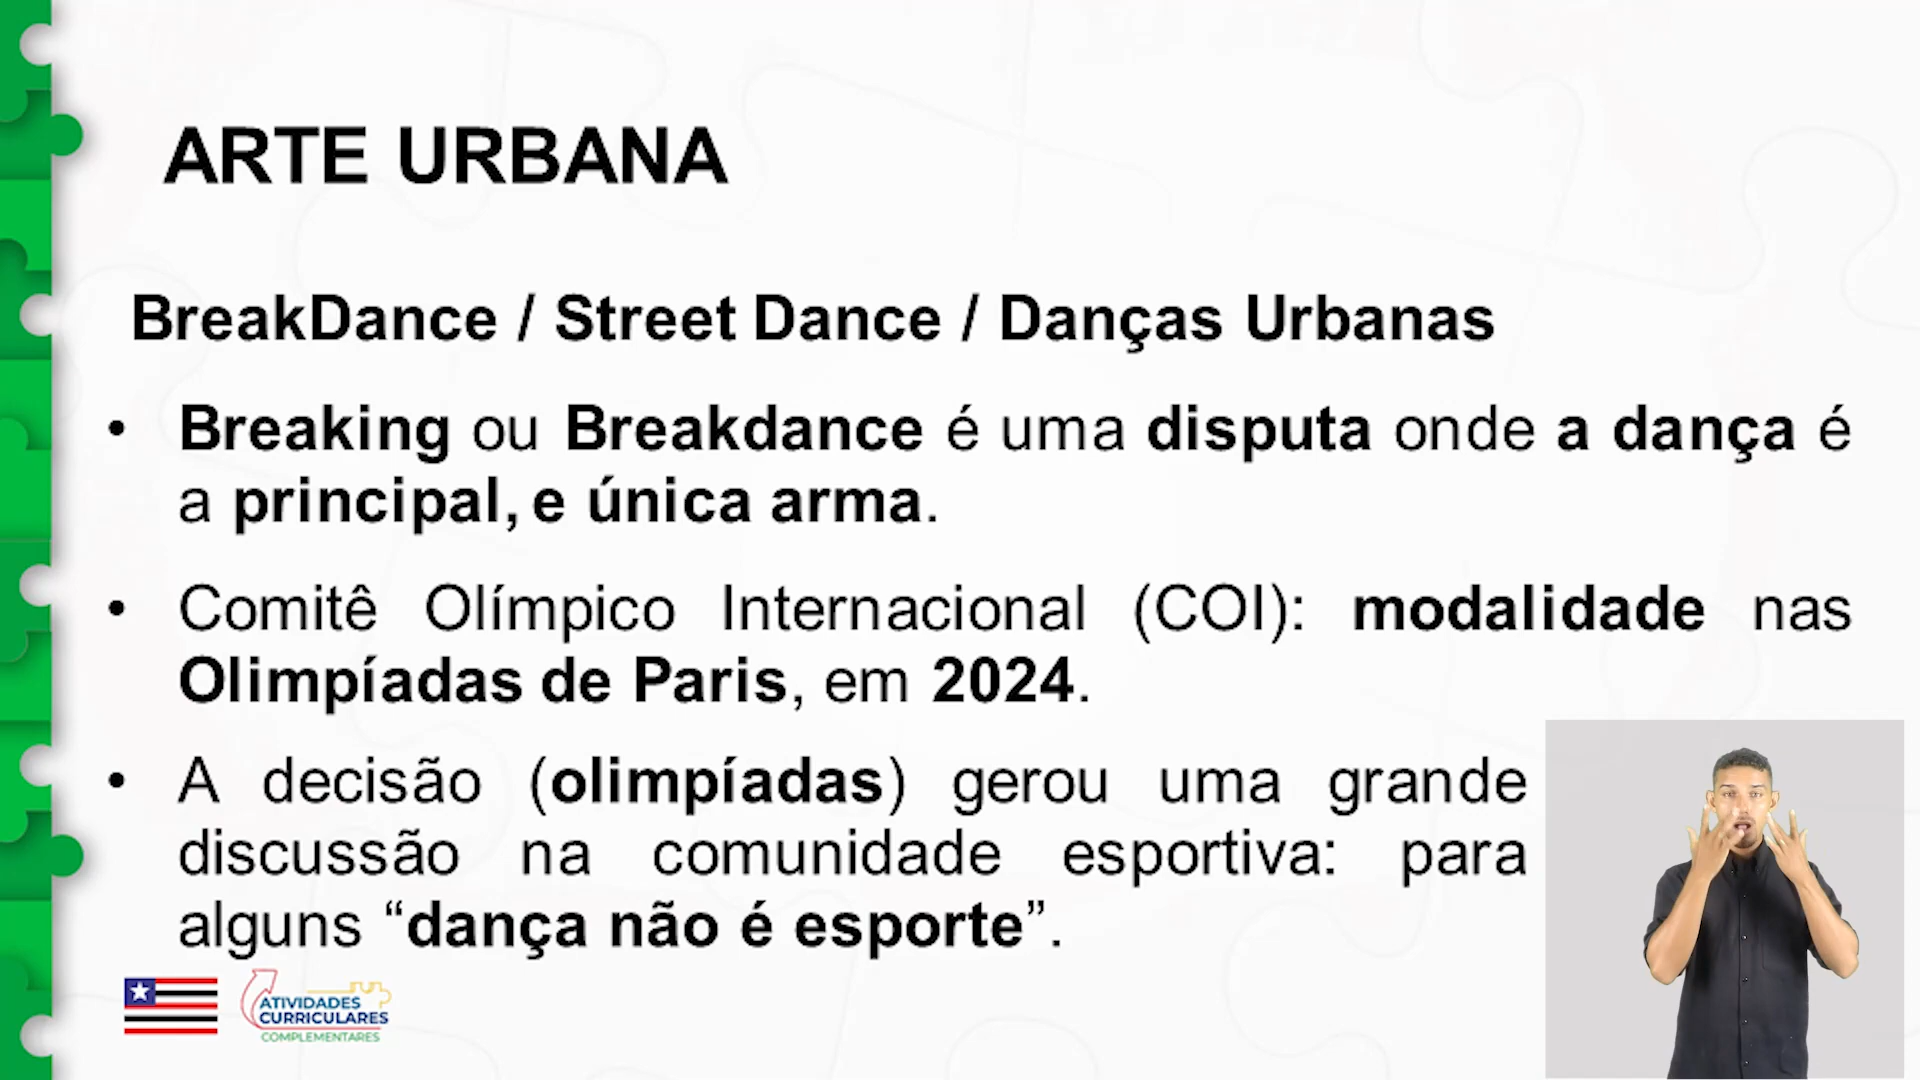 ARTE URBANA
BreakDance / Street Dance / Danças Urbanas
• Breaking ou Breakdance é uma disputa onde a dança é
a principal, e única arma.
• Comitê Olímpico Internacional (COI): modalidade nas
Olimpíadas de Paris, em 2024.
• A decisão (olimpíadas) gerou uma grande
discussão na comunidade esportiva: para
alguns “dança não é esporte”.
ATIVIDADES
CURRICULARES
COMPLEMENTARES